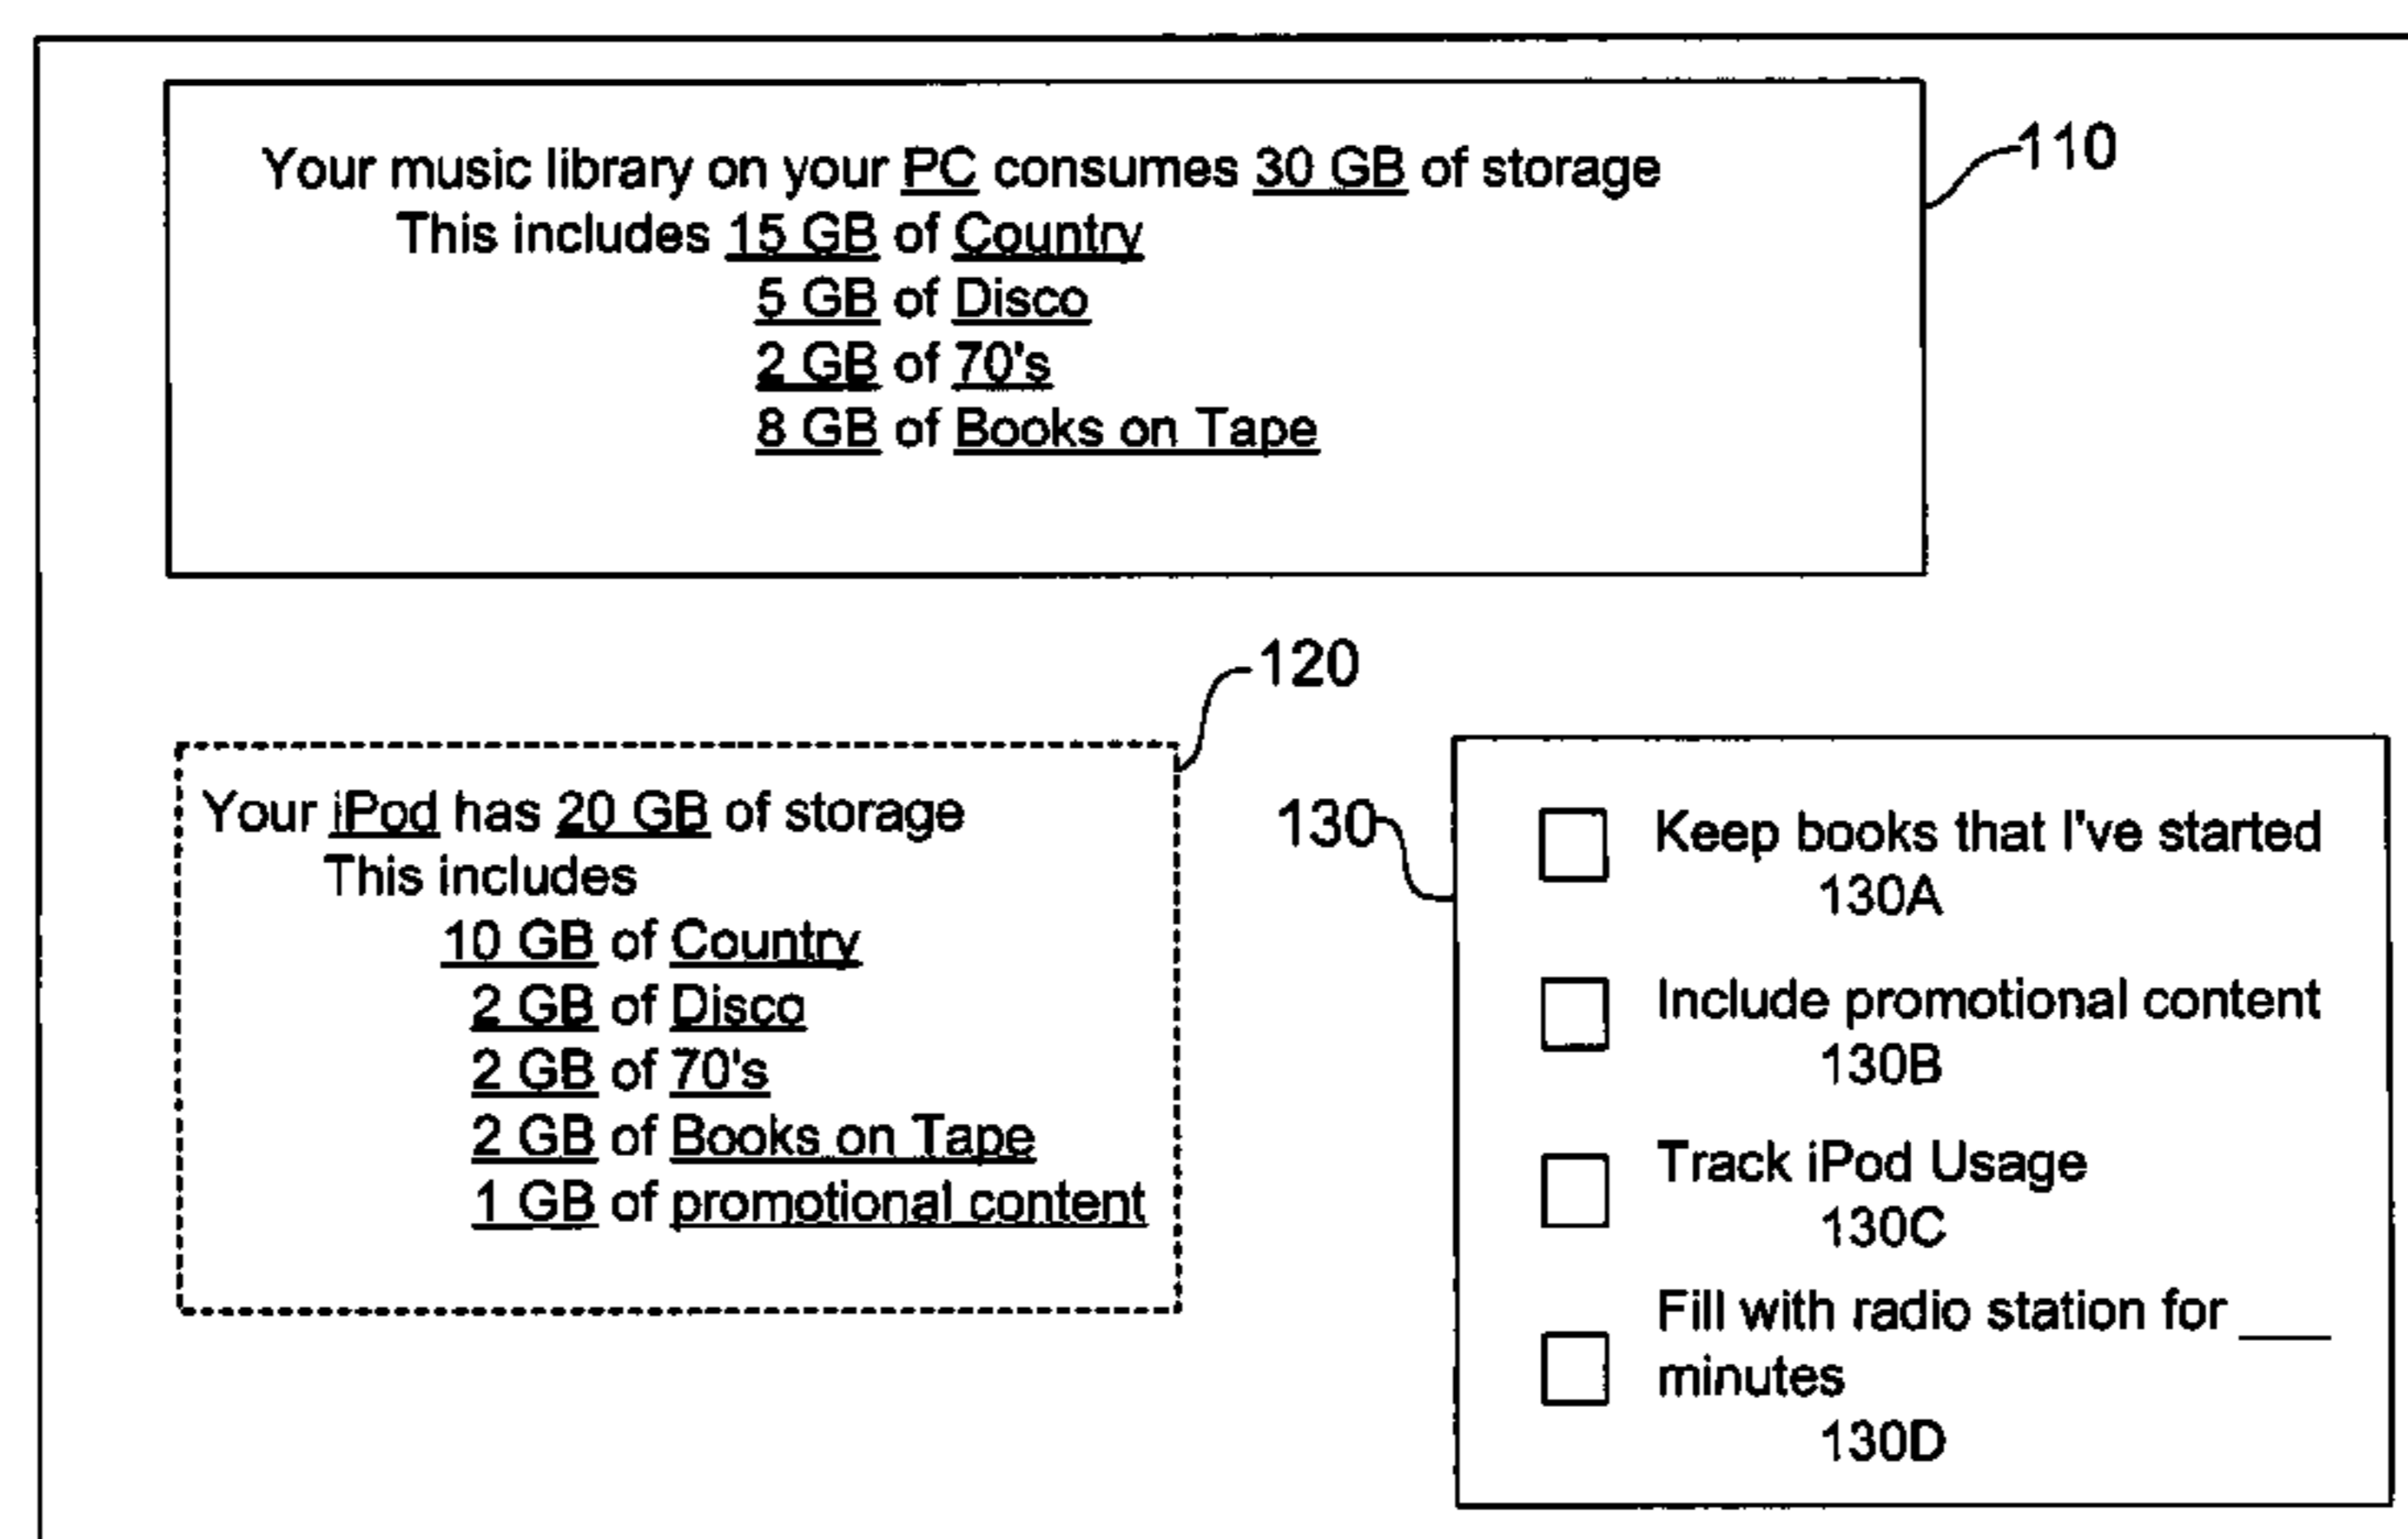 Your music library on your PC consumes 30 GB of storage
This includes 15 GB of Country
5 GB of Disco
2 GB of 70's
8 GB of Books on Tape
110
120
Your iPod has 20 GB of storage
This includes
10 GB of Country
2 GB of Disco
2 GB of 70's
2 GB of Books on Tape
1 GB of promotional content
130
Keep books that I've started
130A
Include promotional content
130B
Track iPod Usage
130C
Fill with radio station for ___
minutes
130D